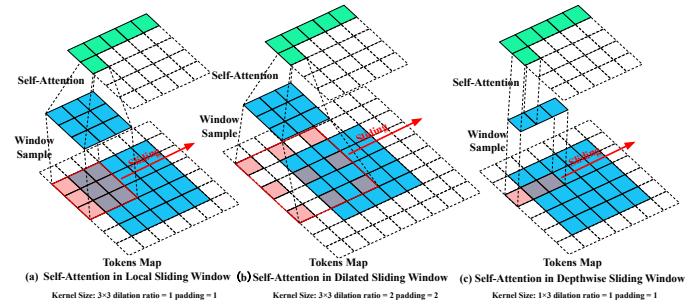 Self-Attention
Window
Sample
Sliding
Tokens Map
(a) Self-Attention in Local Sliding Window
Kernel Size: 3×3 dilation ratio = 1 padding = 1
Self-Attention
Window
Sample
Sliding
Tokens Map
(b) Self-Attention in Dilated Sliding Window
Kernel Size: 3×3 dilation ratio = 2 padding = 2
Self-Attention
Window
Sample
Sliding
Tokens Map
(c) Self-Attention in Depthwise Sliding Window
Kernel Size: 1×3 dilation ratio = 1 padding = 1